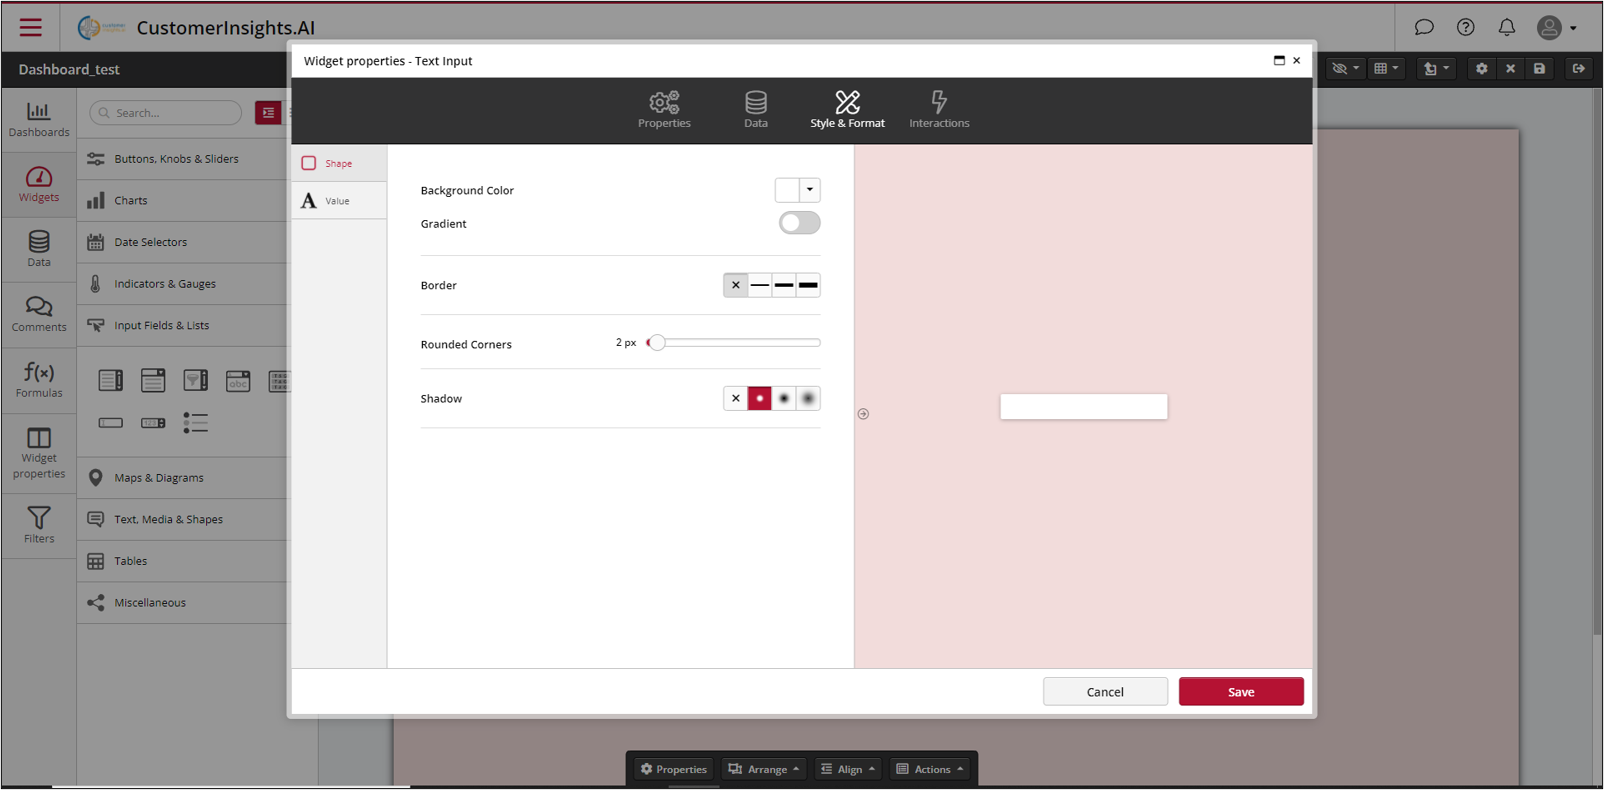 CustomerInsights.AI
Dashboard_test
Widget properties - Text Input
Properties
Data
Style & Format
Interactions
Dashboards
Widgets
Data
Comments
f(x)
Formulas
Widget
properties
Filters
Search...
Buttons, Knobs & Sliders
Charts
Date Selectors
Indicators & Gauges
Input Fields & Lists
abc
Maps & Diagrams
Text, Media & Shapes
Tables
Miscellaneous
Shape
A Value
Background Color
Gradient
Border
Rounded Corners 2 px
Shadow
Cancel
Save
Properties
Arrange
Align
Actions